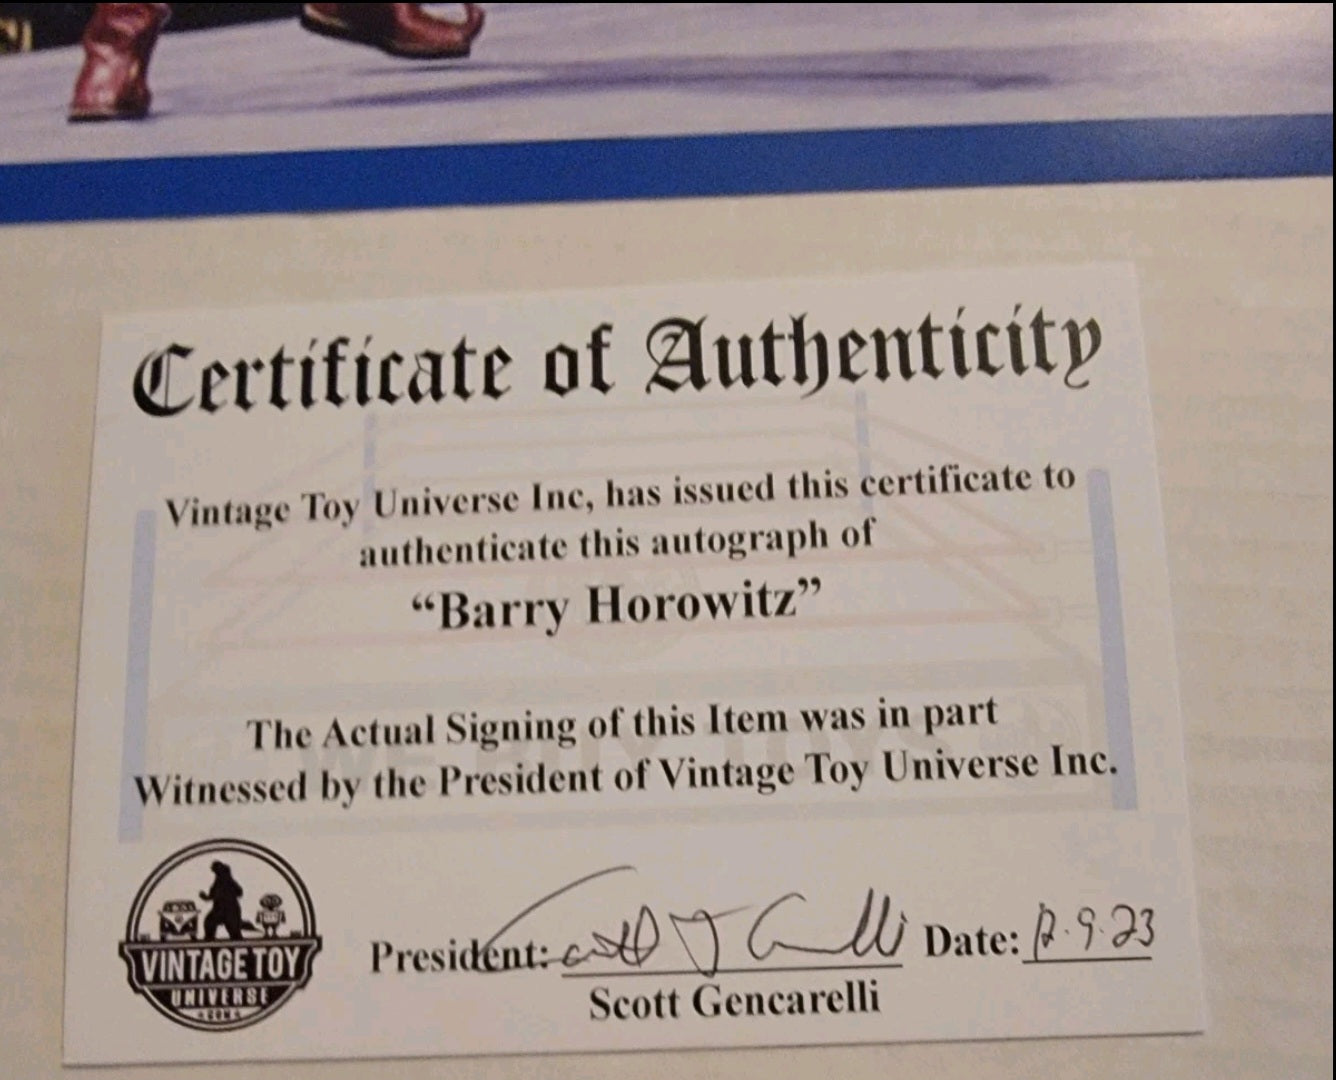 Certificate of Authenticity
Vintage Toy Universe Inc, has issued this certificate to
authenticate this autograph of
“Barry Horowitz”
The Actual Signing of this Item was in part
Witnessed by the President of Vintage Toy Universe Inc.
VINTAGE TOY
UNIVERSE
.COM
President:
Date: 12.9.23
Scott Gencarelli